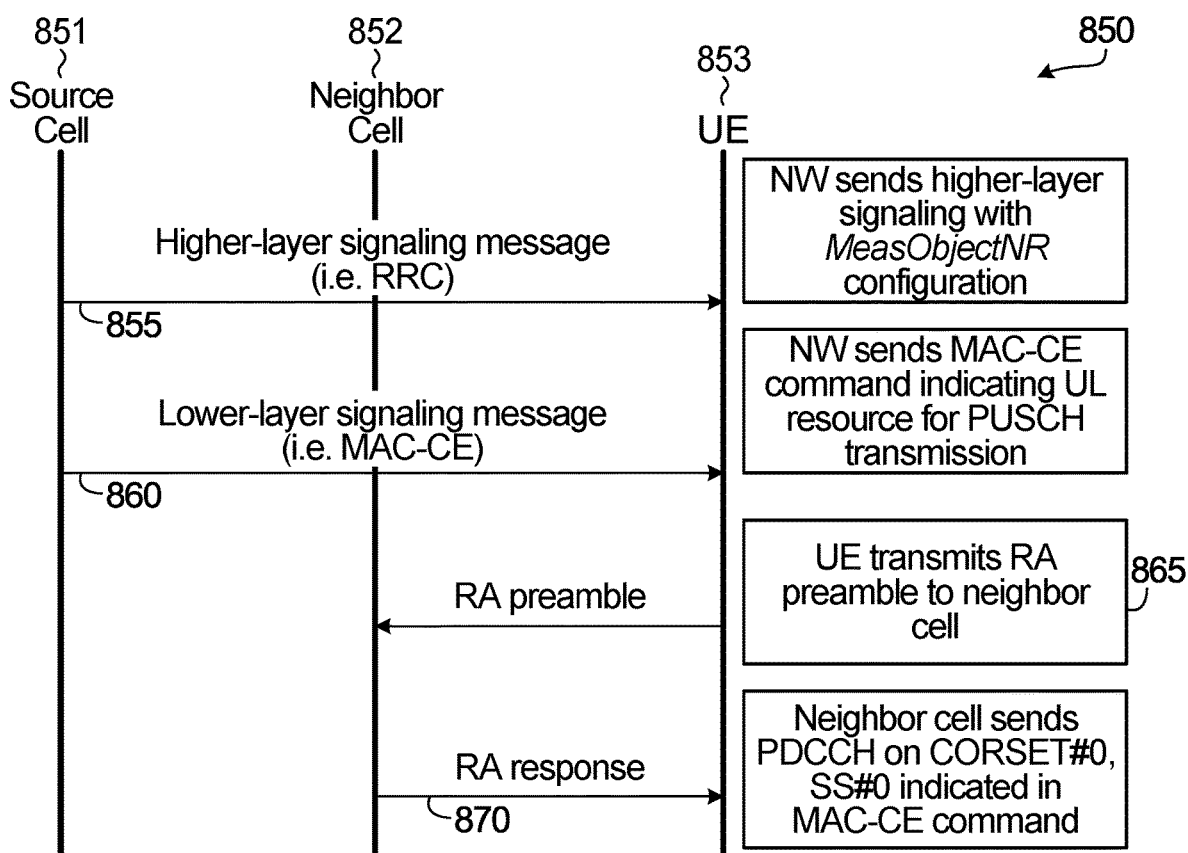 851
852
853
850
Source
Cell
Neighbor
Cell
UE
NW sends higher-layer
signaling with
MeasObjectNR
configuration
Higher-layer signaling message
(i.e. RRC)
855
NW sends MAC-CE
command indicating UL
resource for PUSCH
transmission
Lower-layer signaling message
(i.e. MAC-CE)
860
UE transmits RA
preamble to neighbor
cell
865
RA preamble
Neighbor cell sends
PDCCH on CORSET#0,
SS#0 indicated in
MAC-CE command
RA response
870